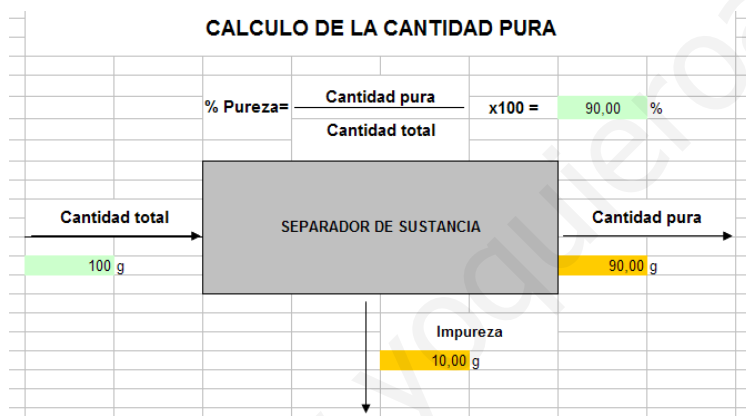 CALCULO DE LA CANTIDAD PURA
% Pureza= Cantidad pura x100 = 90,00 %
Cantidad total
Cantidad total
SEPARADOR DE SUSTANCIA
Cantidad pura
100 g
90,00 g
Impureza
10,00 g
yoquiero